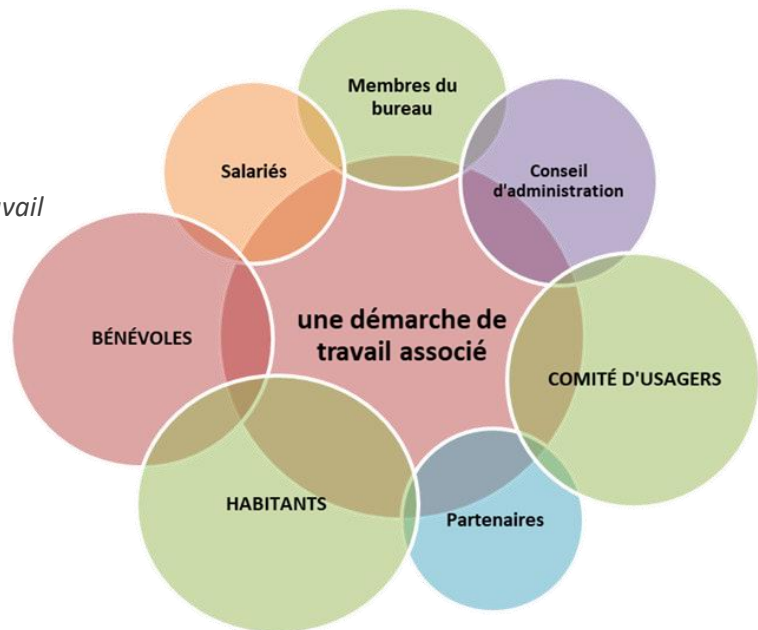 Membres du
bureau
Salariés
Conseil
d'administration
une démarche de
travail associé
BÉNÉVOLES
COMITÉ D'USAGERS
HABITANTS
Partenaires